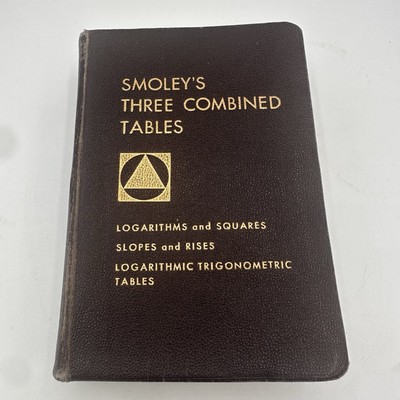 SMOLEY'S
THREE COMBINED
TABLES
LOGARITHMS and SQUARES
SLOPES and RISES
LOGARITHMIC TRIGONOMETRIC
TABLES